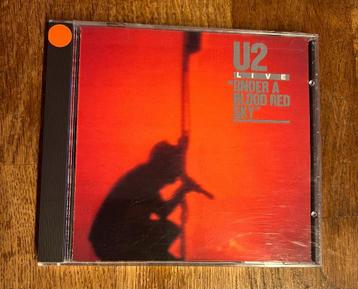 U2
LIVE
"UNDER A
BLOOD RED
SKY"